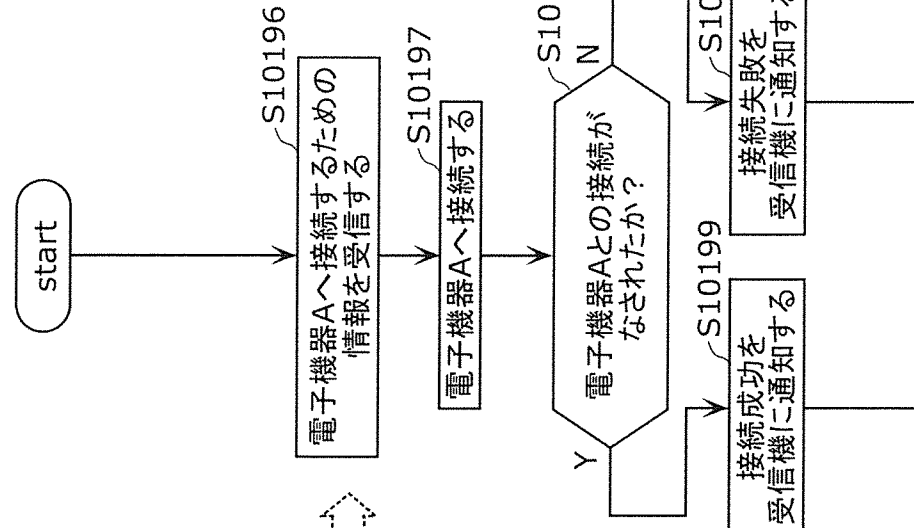 start
S10196
電子機器Aへ接続するための
情報を受信する
S10197
電子機器Aへ接続する
S10
電子機器Aとの接続が
なされたか?
Y
N
S10199
接続成功を
受信機に通知する
S10
接続失敗を
受信機に通知する